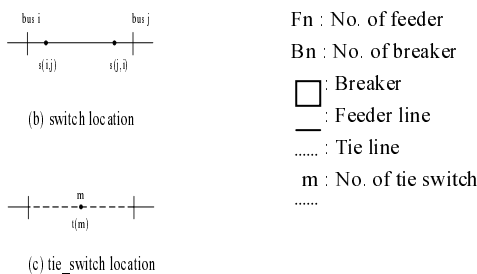 bus i
bus j
s(i,j)
s(j,i)
(b) switch location
m
t(m)
(c) tie_switch location
Fn : No. of feeder
Bn : No. of breaker
: Breaker
: Feeder line
...... : Tie line
m : No. of tie switch
......